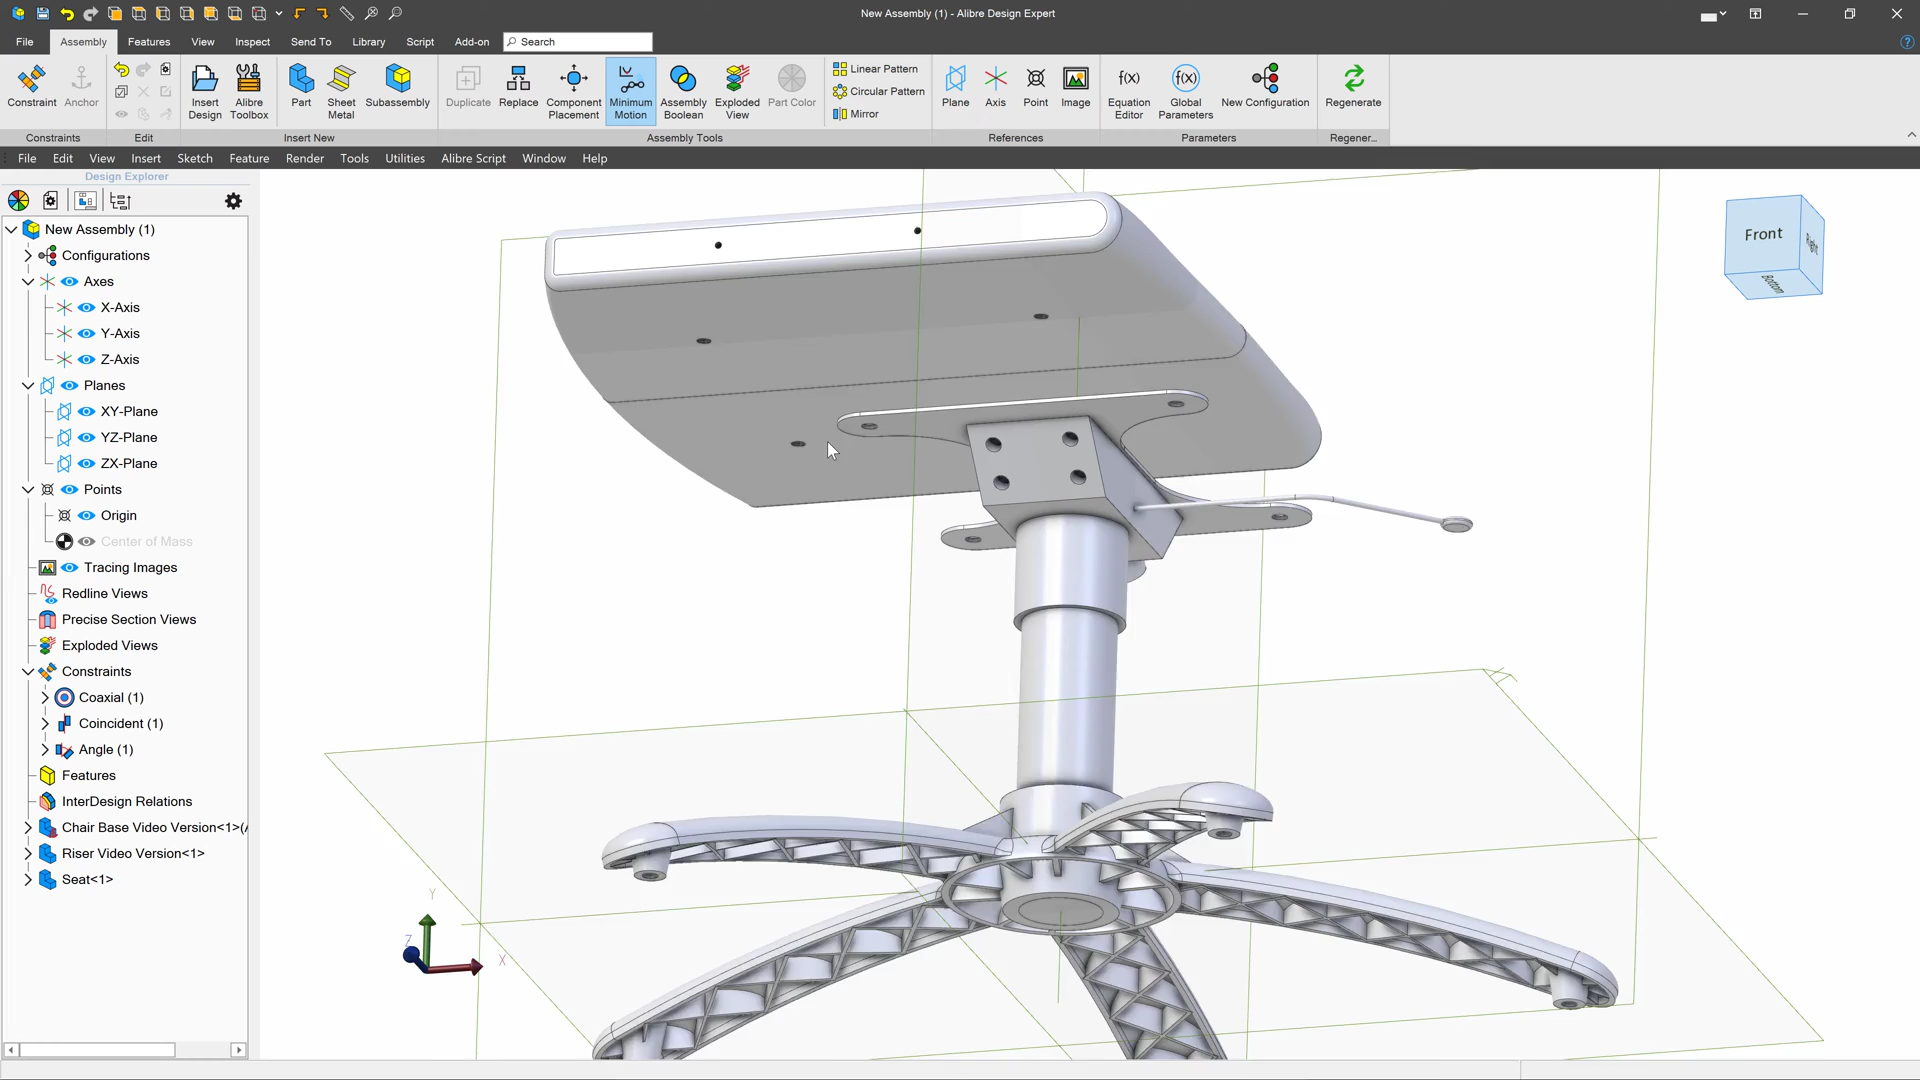 New Assembly (1) - Alibre Design Expert
File Assembly Features View Inspect Send To Library Script Add-on Search
Constraint Anchor
Insert Design Alibre Toolbox Part Sheet Metal Subassembly
Duplicate Replace Component Placement Minimum Motion Assembly Boolean Exploded View Part Color
Linear Pattern
Circular Pattern
Mirror
Plane Axis Point Image
f(x) Equation Editor (x) Global Parameters New Configuration Regenerate
Constraints Edit Insert New Assembly Tools References Parameters Regener...
File Edit View Insert Sketch Feature Render Tools Utilities Alibre Script Window Help
Design Explorer
New Assembly (1)
Configurations
Axes
X-Axis
Y-Axis
Z-Axis
Planes
XY-Plane
YZ-Plane
ZX-Plane
Points
Origin
Center of Mass
Tracing Images
Redline Views
Precise Section Views
Exploded Views
Constraints
Coaxial (1)
Coincident (1)
Angle (1)
Features
InterDesign Relations
Chair Base Video Version<1>(
Riser Video Version<1>
Seat<1>
Front
Right
Bottom
Y
Z
X